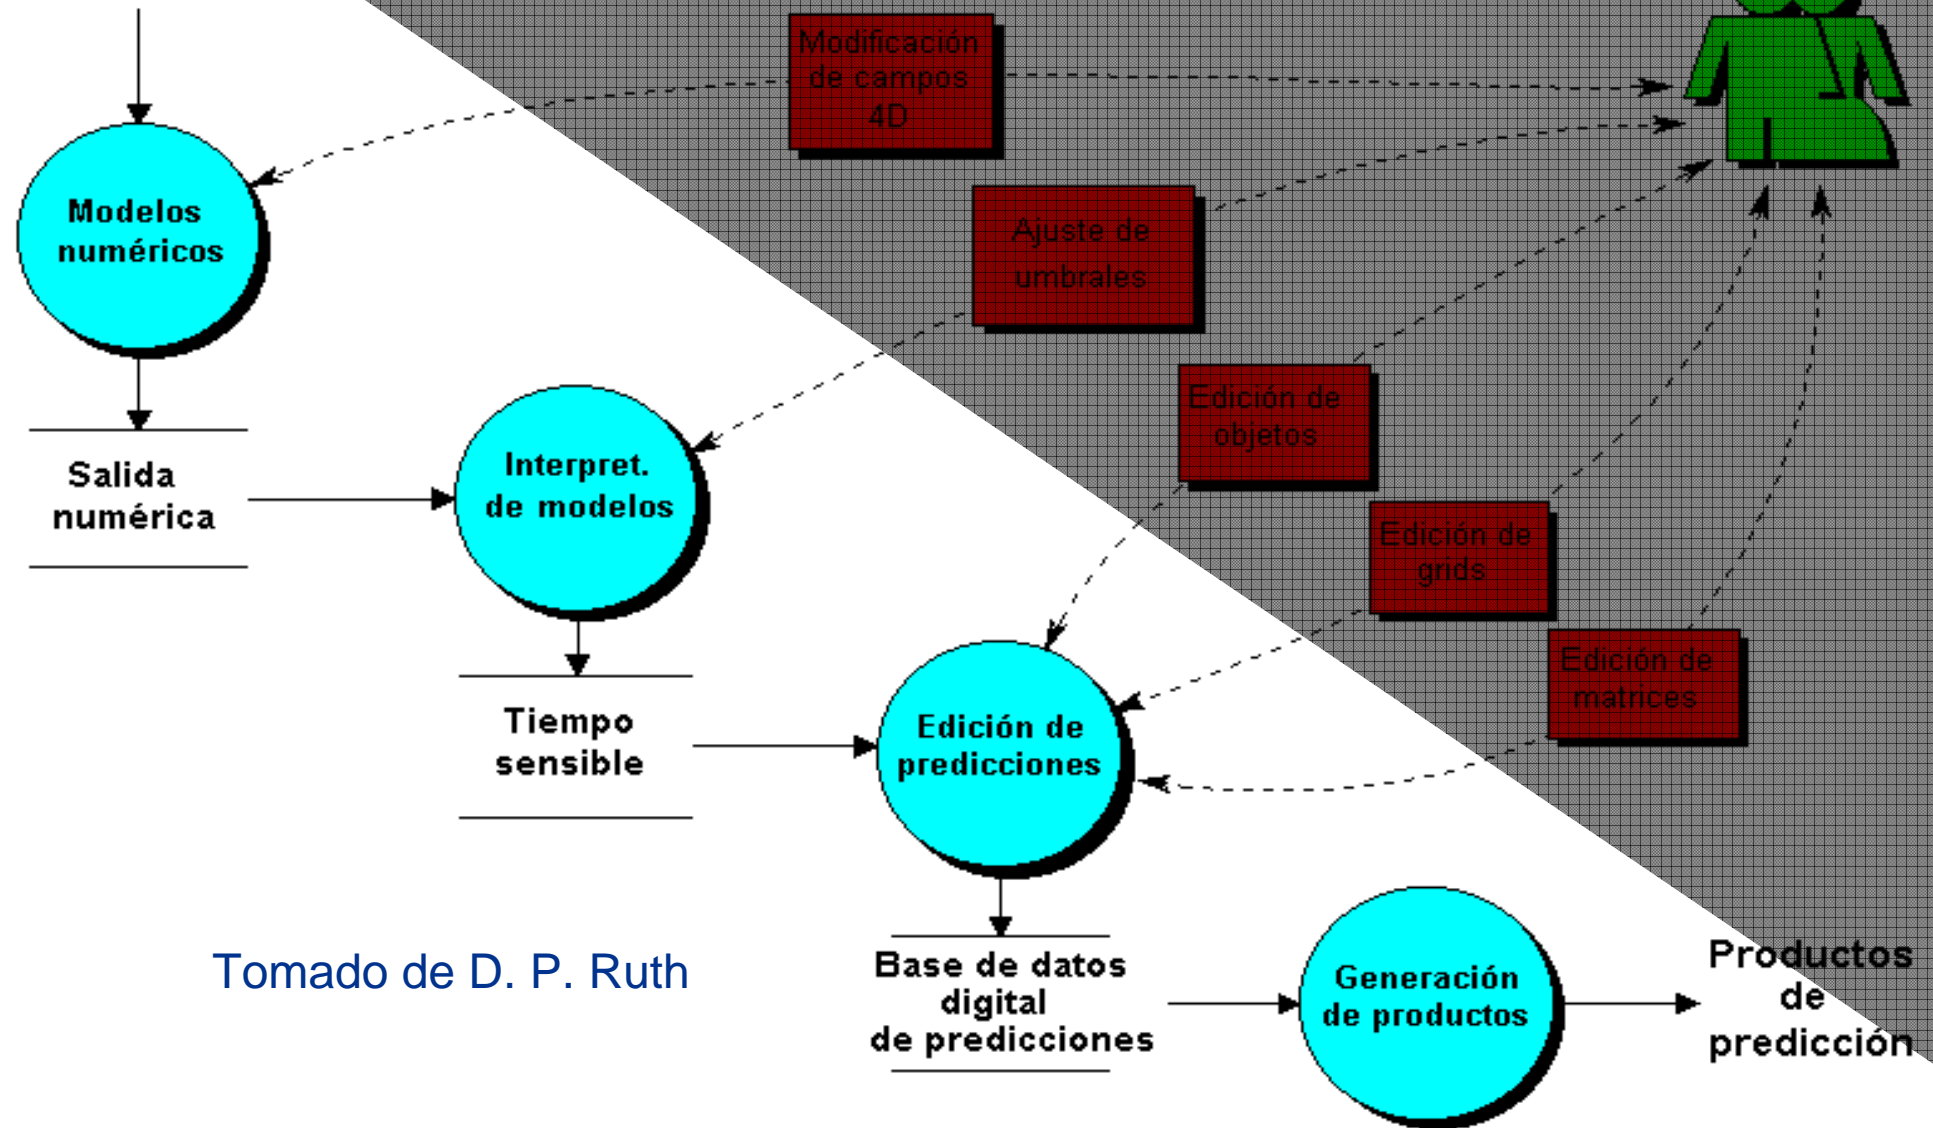 Modificación
de campos
4D
Modelos
numéricos
Ajuste de
umbrales
Edición de
objetos
Salida
numérica
Interpret.
de modelos
Edición de
grids
Edición de
matrices
Tiempo
sensible
Edición de
predicciones
Tomado de D. P. Ruth
Base de datos
digital
de predicciones
Generación
de productos
Productos
de
predicción